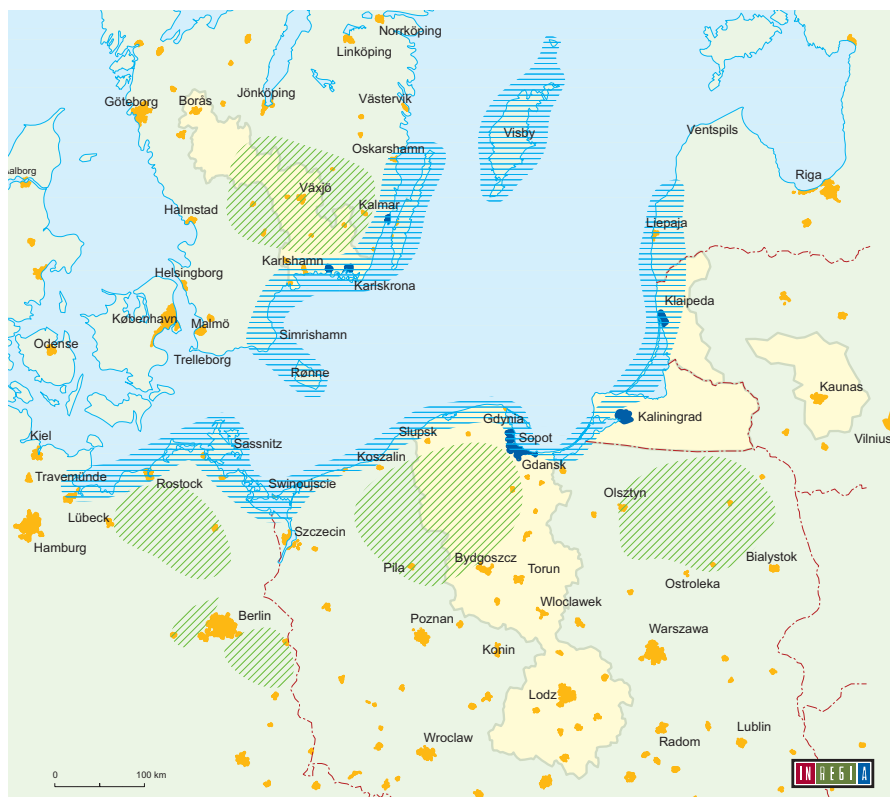 Norrköping
Linköping
Göteborg
Borås
Jönköping
Västervik
Visby
Ventspils
Oskarshamn
alborg
Riga
Växjö
Kalmar
Halmstad
Liepaja
Karlshamn
Helsingborg
Karlskrona
Klaipeda
København
Malmö
Simrishamn
Odense
Trelleborg
Rønne
Kaunas
Gdynia
Kaliningrad
Kiel
Sassnitz
Slupsk
Sopot
Vilnius
Koszalin
Gdansk
Travemünde
Rostock
Swinoujscie
Olsztyn
Lübeck
Szczecin
Hamburg
Bydgoszcz
Bialystok
Pila
Torun
Ostroleka
Wloclawek
Berlin
Poznan
Warszawa
Konin
Lodz
Wroclaw
Radom
Lublin
0 100 km
INREGIA